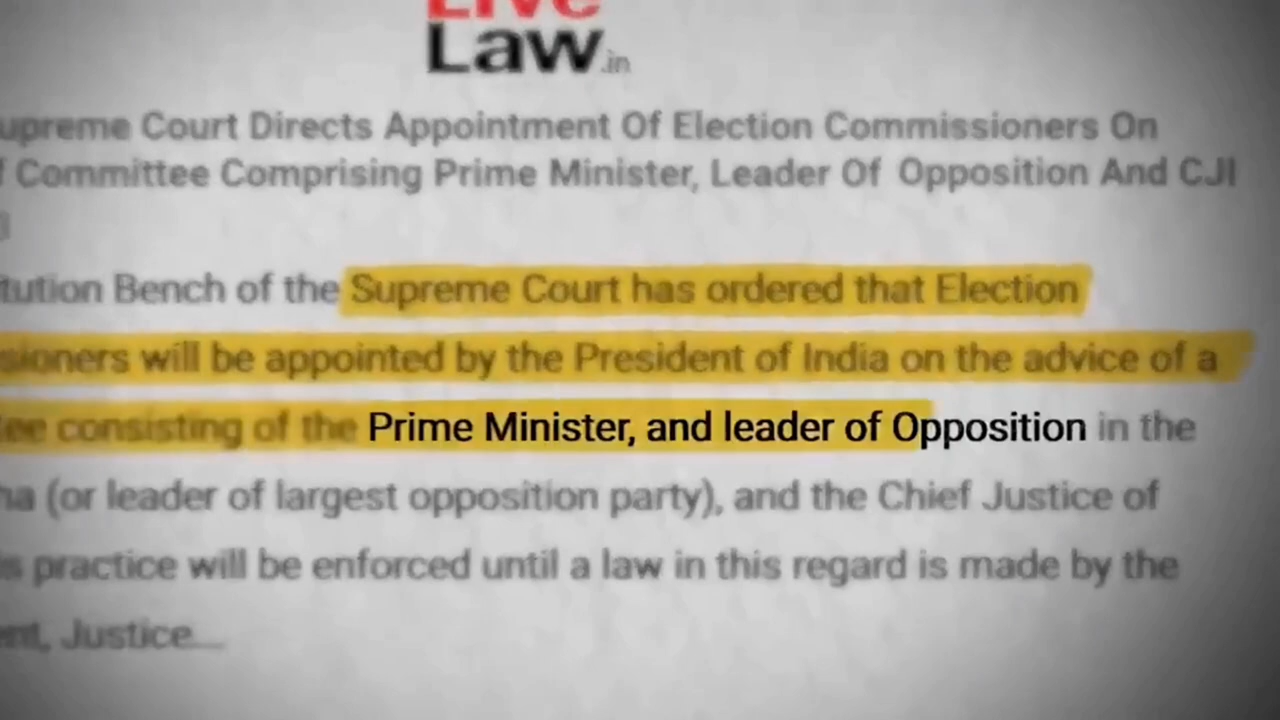 Live
Law.in
upreme Court Directs Appointment Of Election Commissioners On
f Committee Comprising Prime Minister, Leader Of Opposition And CJI
tution Bench of the Supreme Court has ordered that Election
sioners will be appointed by the President of India on the advice of a
ee consisting of the Prime Minister, and leader of Opposition in the
ha (or leader of largest opposition party), and the Chief Justice of
s practice will be enforced until a law in this regard is made by the
ent, Justice...